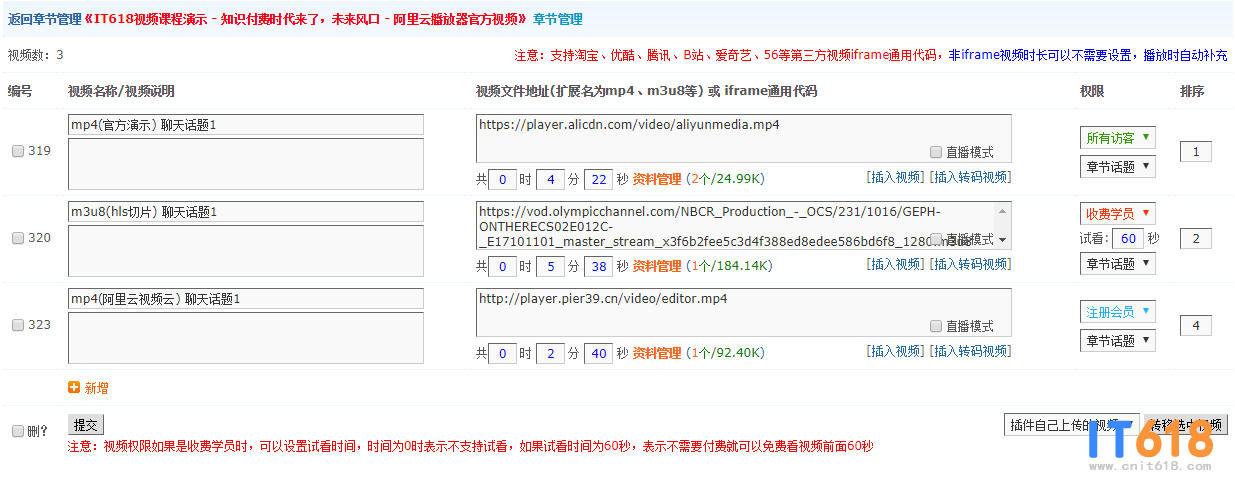 返回章节管理《IT618视频课程演示 - 知识付费时代来了，未来风口 - 阿里云播放器官方视频》 章节管理
视频数：3 注意：支持淘宝、优酷、腾讯、B站、爱奇艺、56等第三方视频iframe通用代码，非iframe视频时长可以不需要设置，播放时自动补充
编号 视频名称/视频说明 视频文件地址(扩展名为mp4、m3u8等) 或 iframe通用代码 权限 排序
319 mp4(官方演示) 聊天话题1 https://player.alicdn.com/video/aliyunmedia.mp4 所有访客 1
直播模式 章节话题
共 0 时 4 分 22 秒 资料管理 (2个/24.99K) [插入视频] [插入转码视频]
320 m3u8(hls切片) 聊天话题1 https://vod.olympicchannel.com/NBCR_Production_-_OCS/231/1016/GEPH- 收费学员 2
ONTHERECS02E012C-
_E17101101_master_stream_x3f6b2fee5c3d4f388ed8edee586bd6f8_1280 直播模式 试看: 60 秒
共 0 时 5 分 38 秒 资料管理 (1个/184.14K) [插入视频] [插入转码视频] 章节话题
323 mp4(阿里云视频云) 聊天话题1 http://player.pier39.cn/video/editor.mp4 注册会员 4
直播模式 章节话题
共 0 时 2 分 40 秒 资料管理 (1个/92.40K) [插入视频] [插入转码视频]
新增
删? 提交 插件自己上传的视频 转移选中视频
注意：视频权限如果是收费学员时，可以设置试看时间，时间为0时表示不支持试看，如果试看时间为60秒，表示不需要付费就可以免费看视频前面60秒
IT618
www.cnit618.com